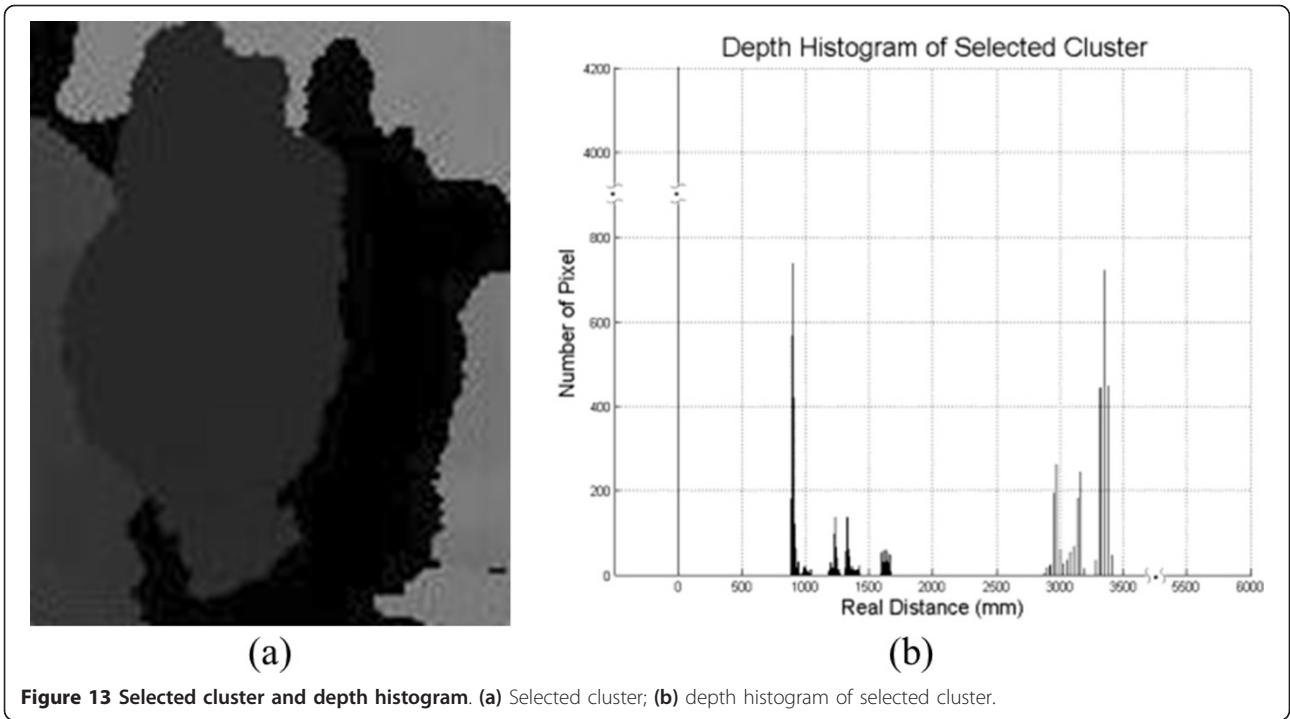 Depth Histogram of Selected Cluster
4200
4000
800
600
400
200
0
Number of Pixel
0 500 1000 1500 2000 2500 3000 3500 5500 6000
Real Distance (mm)
(a) (b)
Figure 13 Selected cluster and depth histogram. (a) Selected cluster; (b) depth histogram of selected cluster.